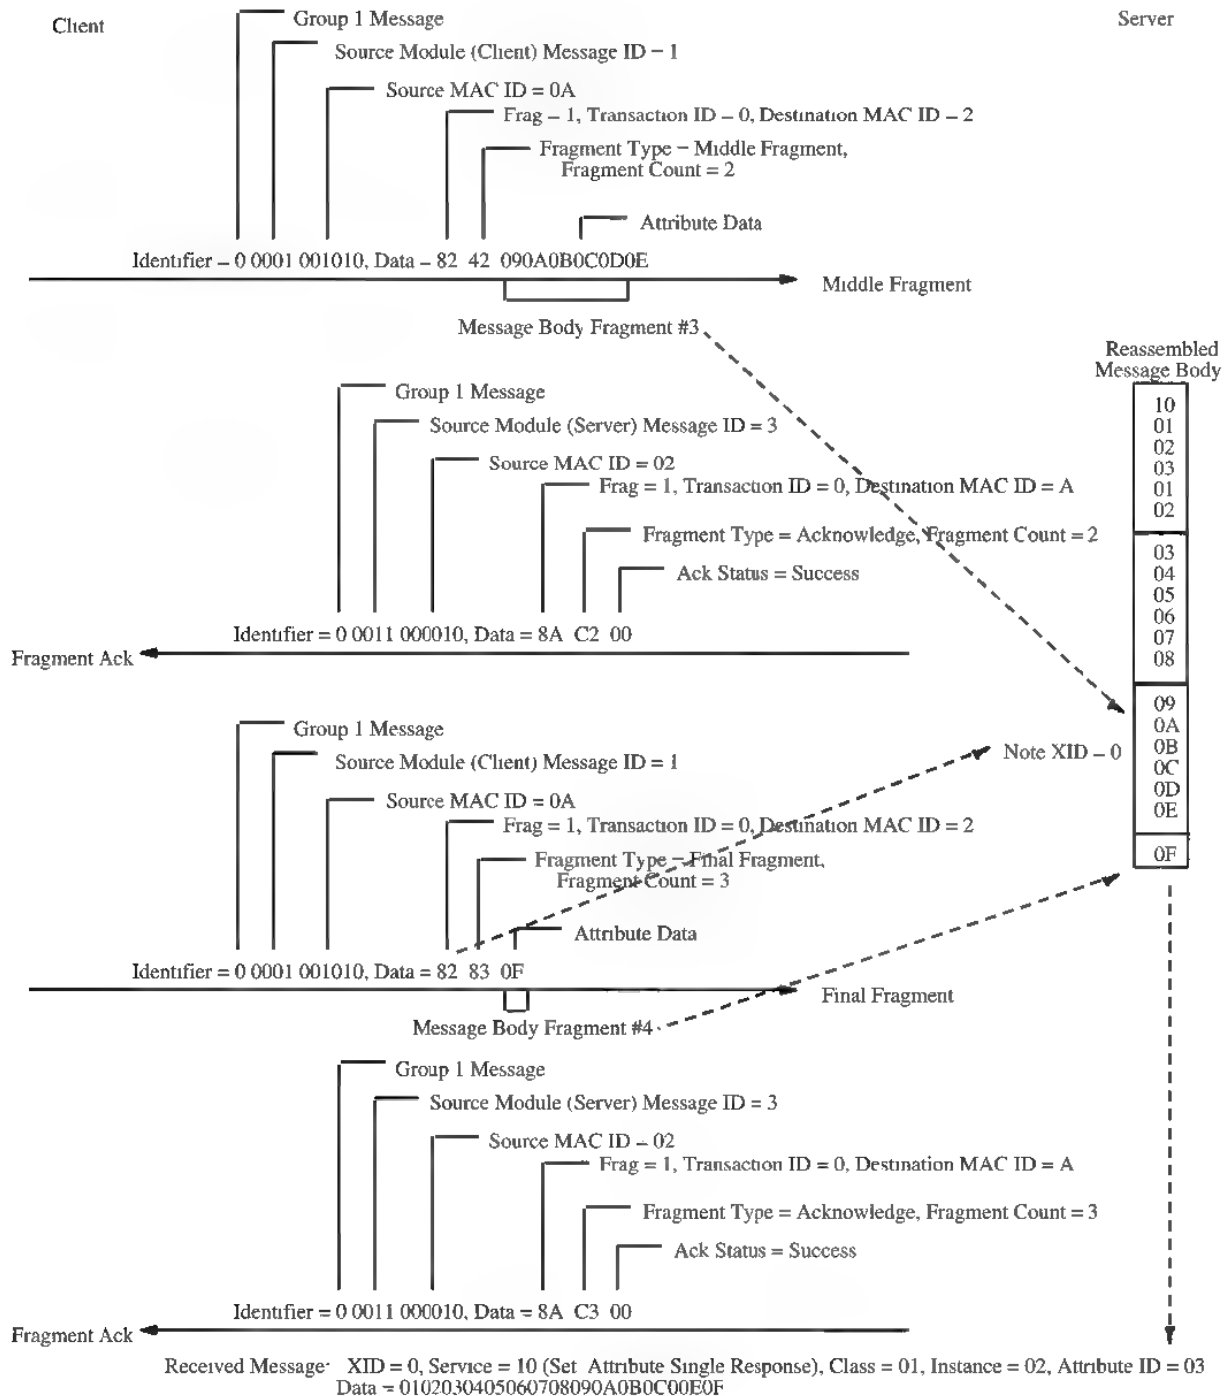 Client
Server
Group 1 Message
Source Module (Client) Message ID – 1
Source MAC ID = 0A
Frag – 1, Transaction ID – 0, Destination MAC ID – 2
Fragment Type – Middle Fragment,
Fragment Count = 2
Attribute Data
Identifier – 0 0001 001010, Data – 82 42 090A0B0C0D0E
Middle Fragment
Message Body Fragment #3
Reassembled
Message Body
10
01
02
03
01
02
03
04
05
06
07
08
09
0A
0B
0C
0D
0E
0F
Group 1 Message
Source Module (Server) Message ID = 3
Source MAC ID = 02
Frag = 1, Transaction ID = 0, Destination MAC ID = A
Fragment Type = Acknowledge, Fragment Count = 2
Ack Status = Success
Identifier = 0 0011 000010, Data = 8A C2 00
Fragment Ack
Group 1 Message
Source Module (Client) Message ID = 1
Source MAC ID = 0A
Note XID – 0
Frag = 1, Transaction ID = 0, Destination MAC ID = 2
Fragment Type – Final Fragment,
Fragment Count = 3
Attribute Data
Identifier = 0 0001 001010, Data = 82 83 0F
Final Fragment
Message Body Fragment #4
Group 1 Message
Source Module (Server) Message ID = 3
Source MAC ID – 02
Frag = 1, Transaction ID = 0, Destination MAC ID = A
Fragment Type = Acknowledge, Fragment Count = 3
Ack Status = Success
Identifier = 0 0011 000010, Data = 8A C3 00
Fragment Ack
Received Message· XID = 0, Service = 10 (Set Attribute Single Response), Class = 01, Instance = 02, Attribute ID = 03
Data = 0102030405060708090A0B0C00E0F